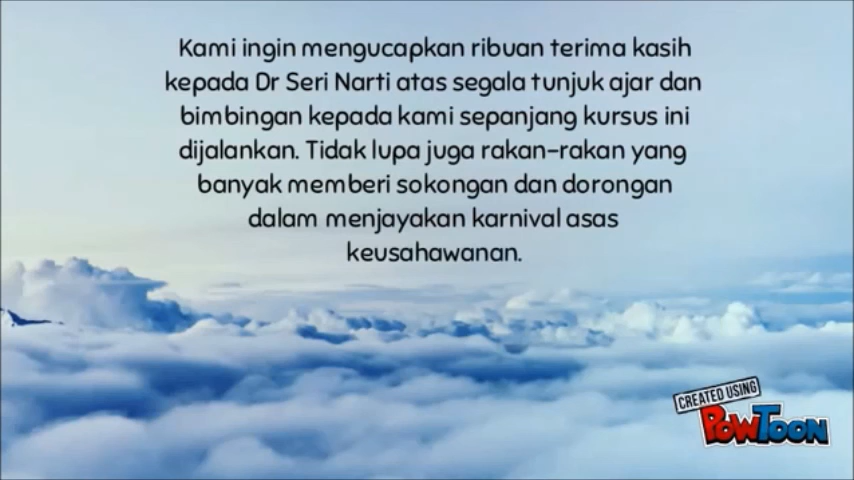 Kami ingin mengucapkan ribuan terima kasih
kepada Dr Seri Narti atas segala tunjuk ajar dan
bimbingan kepada kami sepanjang kursus ini
dijalankan. Tidak lupa juga rakan-rakan yang
banyak memberi sokongan dan dorongan
dalam menjayakan karnival asas
keusahawanan.
CREATED USING
PowToon